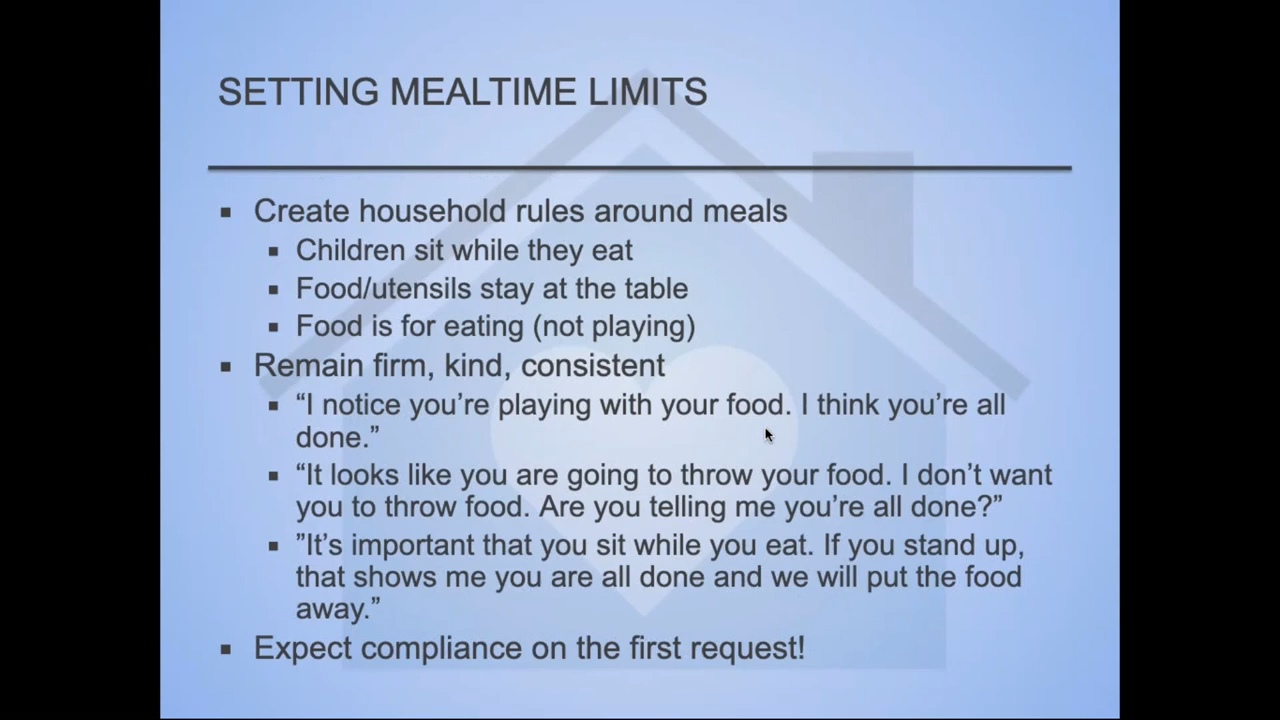 SETTING MEALTIME LIMITS
▪ Create household rules around meals
▪ Children sit while they eat
▪ Food/utensils stay at the table
▪ Food is for eating (not playing)
▪ Remain firm, kind, consistent
▪ “I notice you’re playing with your food. I think you’re all
done.”
▪ “It looks like you are going to throw your food. I don’t want
you to throw food. Are you telling me you’re all done?”
▪ ”It’s important that you sit while you eat. If you stand up,
that shows me you are all done and we will put the food
away.”
▪ Expect compliance on the first request!